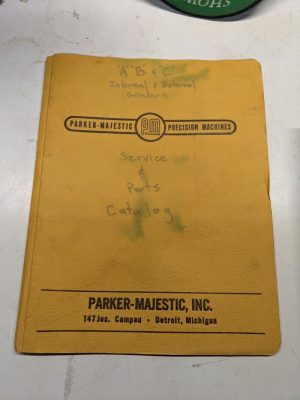 "A" "B" & "C"
Internal & External
Grinders
PARKER-MAJESTIC PM PRECISION MACHINES
Service
&
Parts
Catalog
PARKER-MAJESTIC, INC.
147 Jos. Campau • Detroit, Michigan